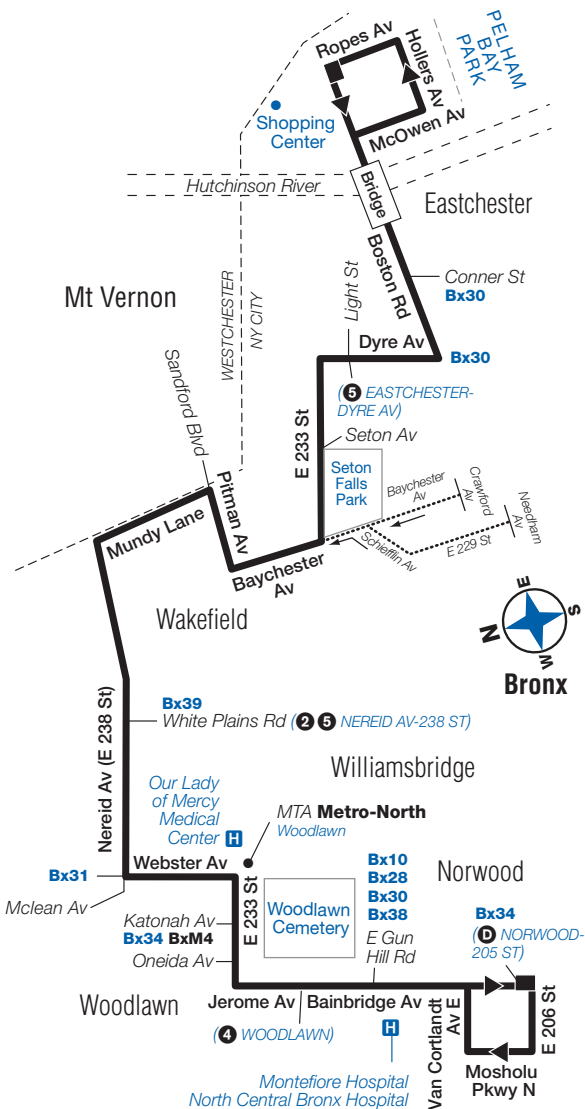 Ropes Av
Hollers Av
McOwen Av
PELHAM
BAY
PARK
Shopping
Center
Hutchinson River
Bridge
Eastchester
Boston Rd
Conner St
Bx30
Mt Vernon
WESTCHESTER
NY CITY
Light St
Dyre Av
Bx30
(5 EASTCHESTER-
DYRE AV)
Sandford Blvd
E 233 St
Seton Av
Seton
Falls
Park
Baychester
Av
Crawford
Av
Needham
Av
Schiefflin Av
E 229 St
Pitman Av
Mundy Lane
Baychester
Av
Wakefield
E
S
N
W
Bronx
Nereid Av (E 238 St)
Bx39
White Plains Rd (2 5 NEREID AV-238 ST)
Williamsbridge
Our Lady
of Mercy
Medical
Center H
MTA Metro-North
Woodlawn
Bx31
Webster Av
Mclean Av
E 233 St
Katonah Av
Bx34 BxM4
Oneida Av
Woodlawn
Cemetery
Bx10
Bx28
Bx30
Bx38
E Gun
Hill Rd
Norwood
Bx34
(D NORWOOD-
205 ST)
Woodlawn
Jerome Av
Bainbridge Av
(4 WOODLAWN)
H
Montefiore Hospital
North Central Bronx Hospital
Van Cortlandt
Av E
E 206 St
Mosholu
Pkwy N